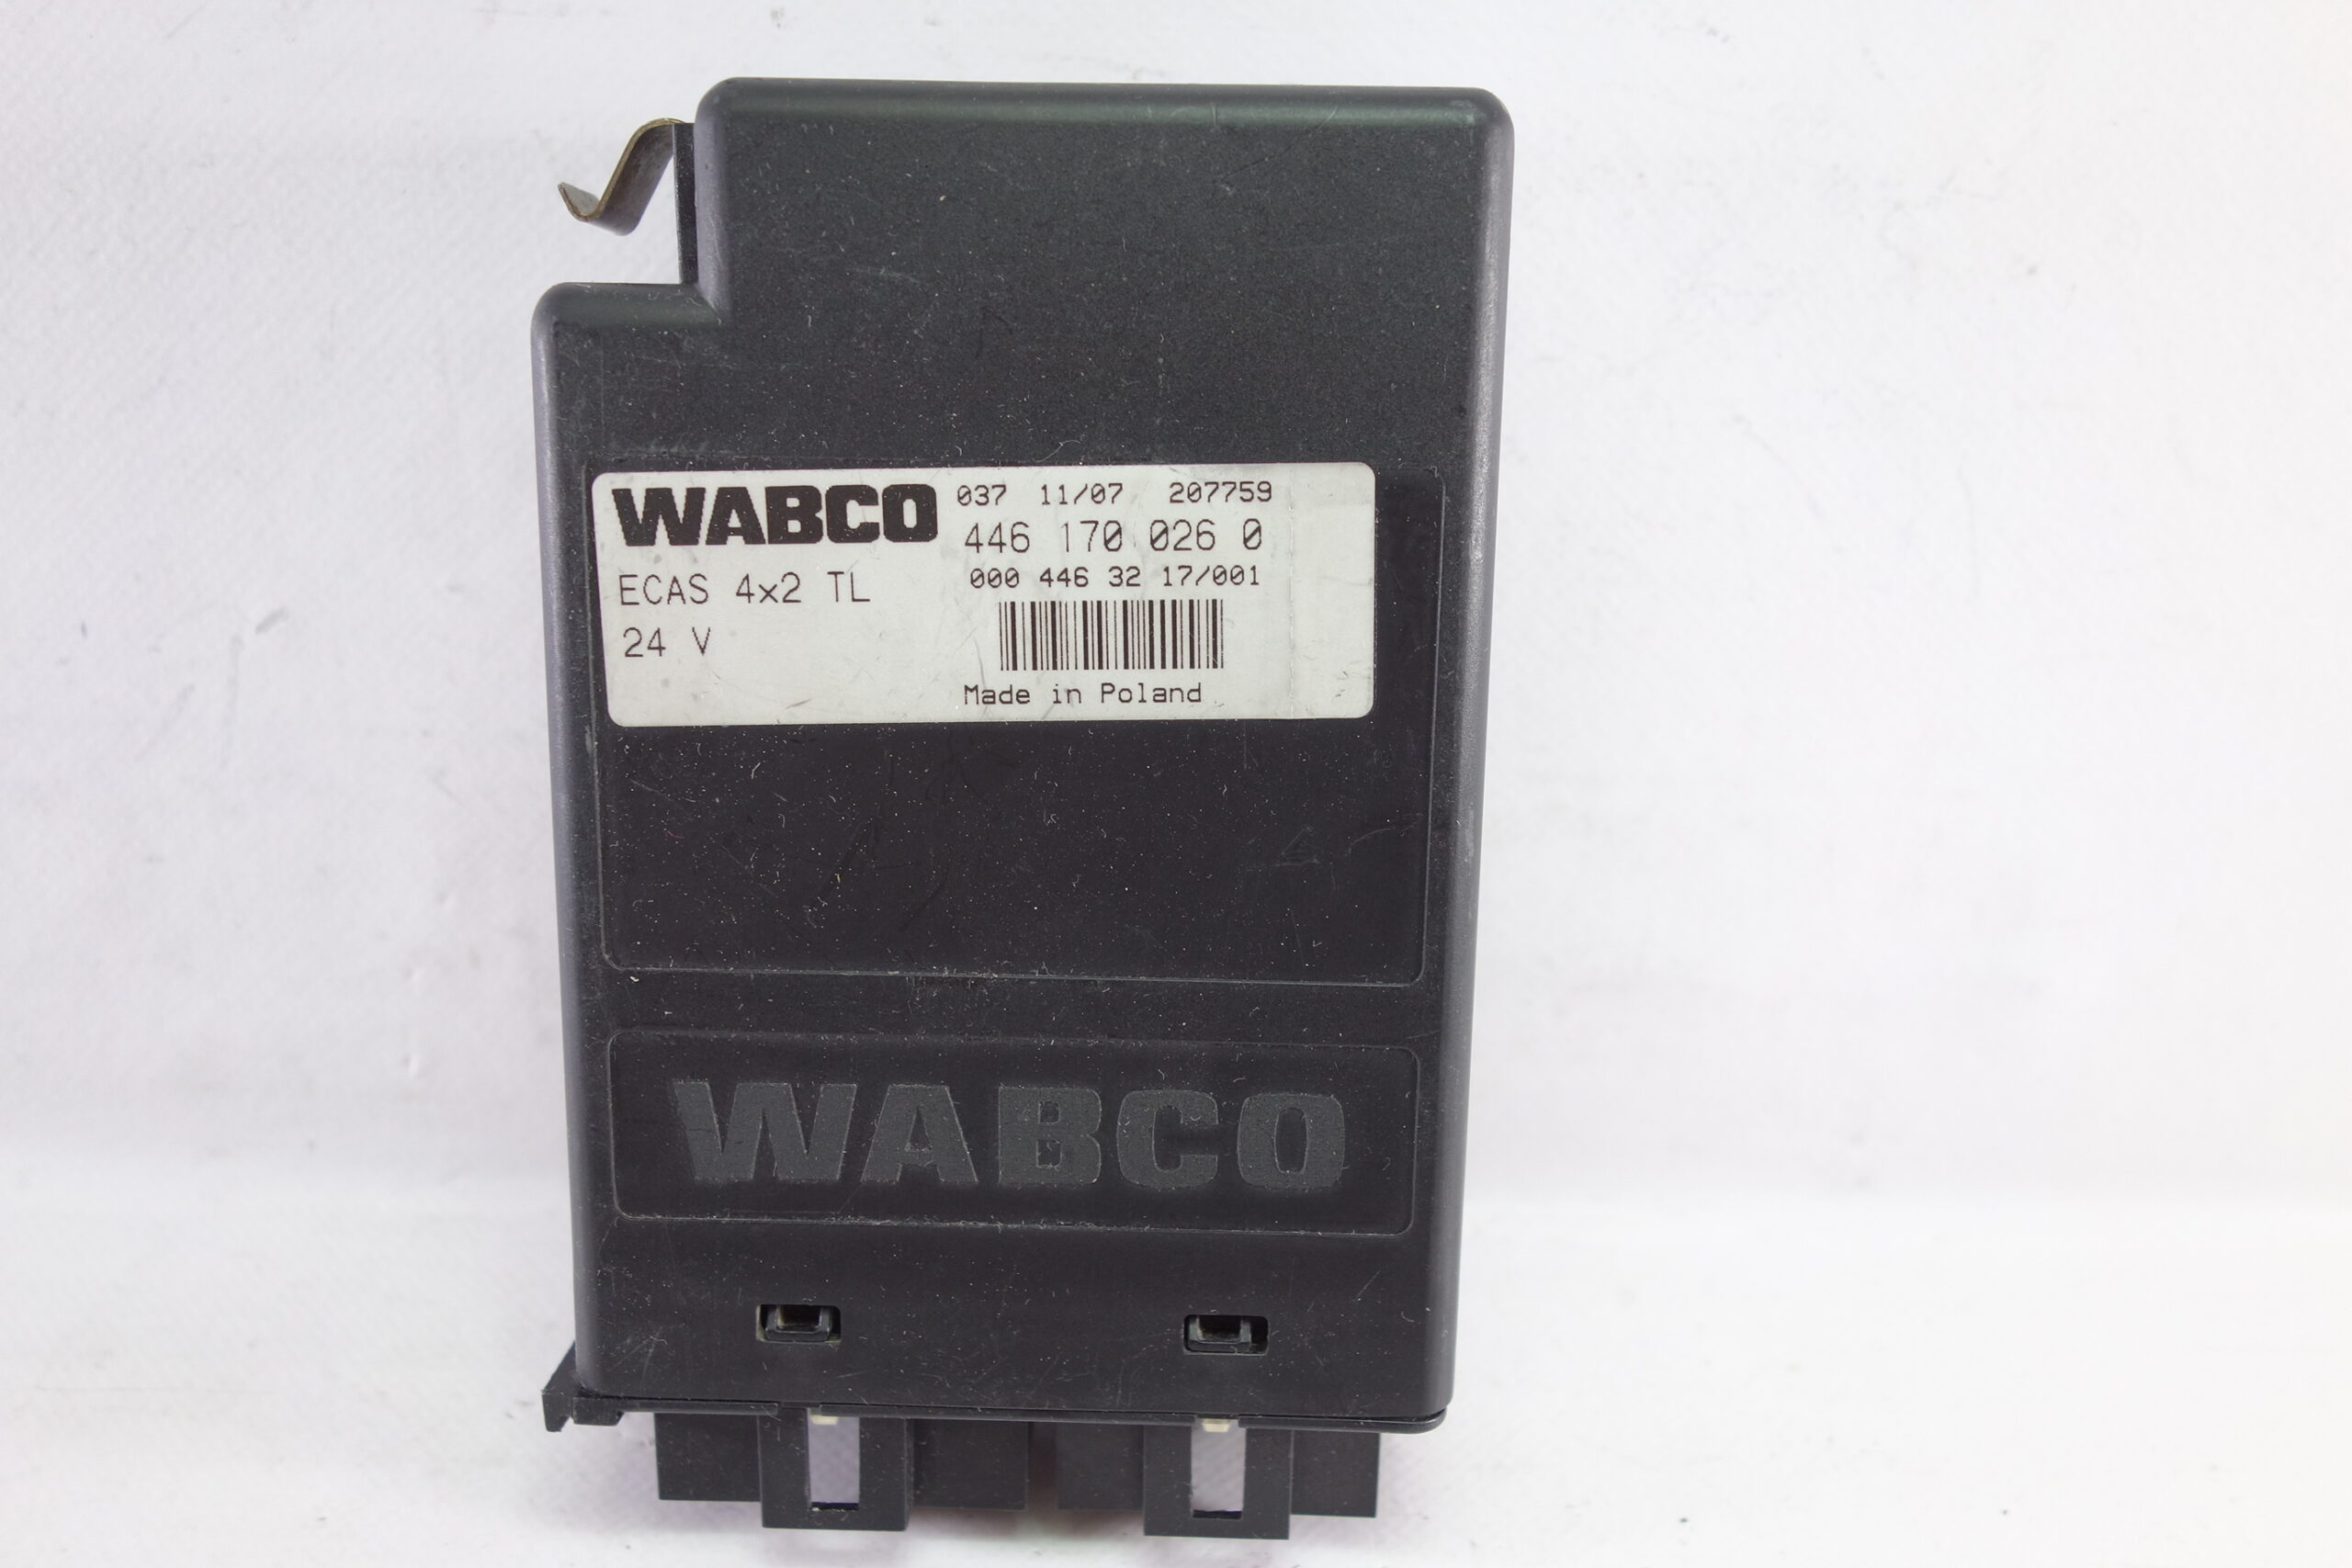 WABCO 037 11/07 207759
446 170 026 0
ECAS 4x2 TL 000 446 32 17/001
24 V
Made in Poland
WABCO